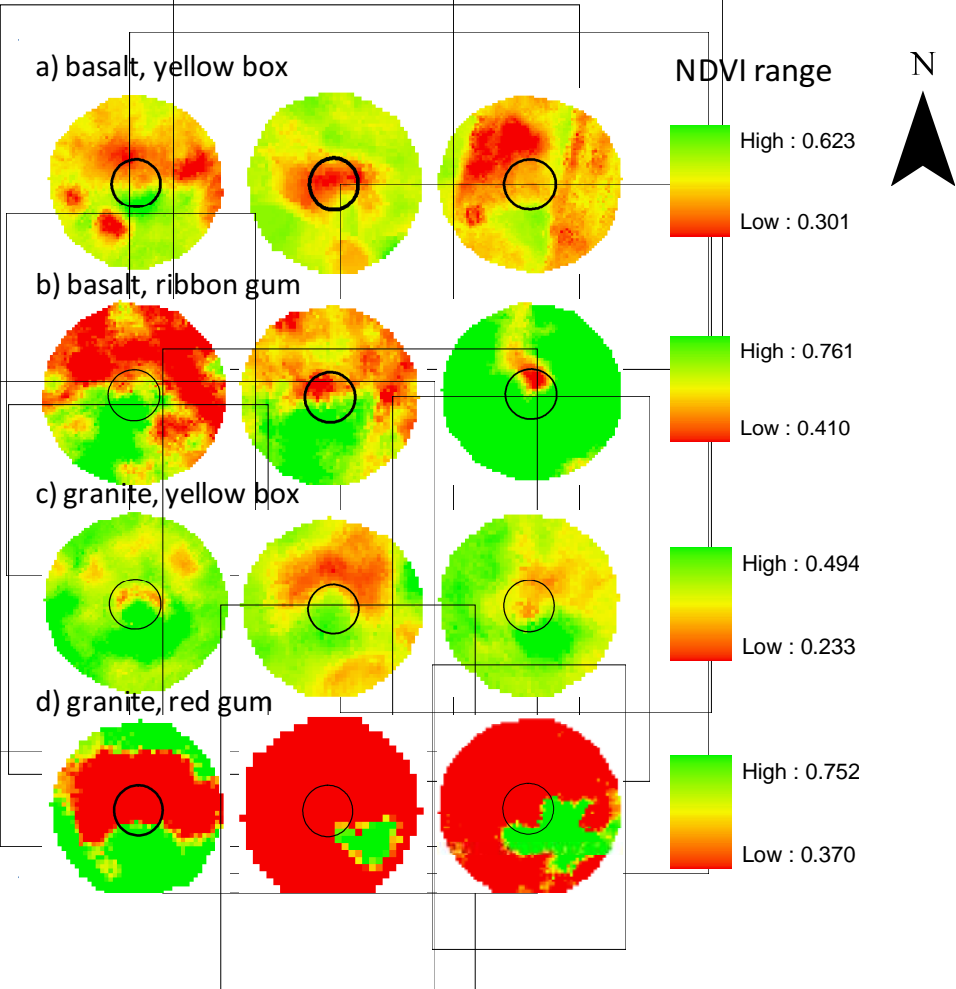 a) basalt, yellow box
NDVI range
N
High : 0.623
Low : 0.301
b) basalt, ribbon gum
High : 0.761
Low : 0.410
c) granite, yellow box
High : 0.494
Low : 0.233
d) granite, red gum
High : 0.752
Low : 0.370